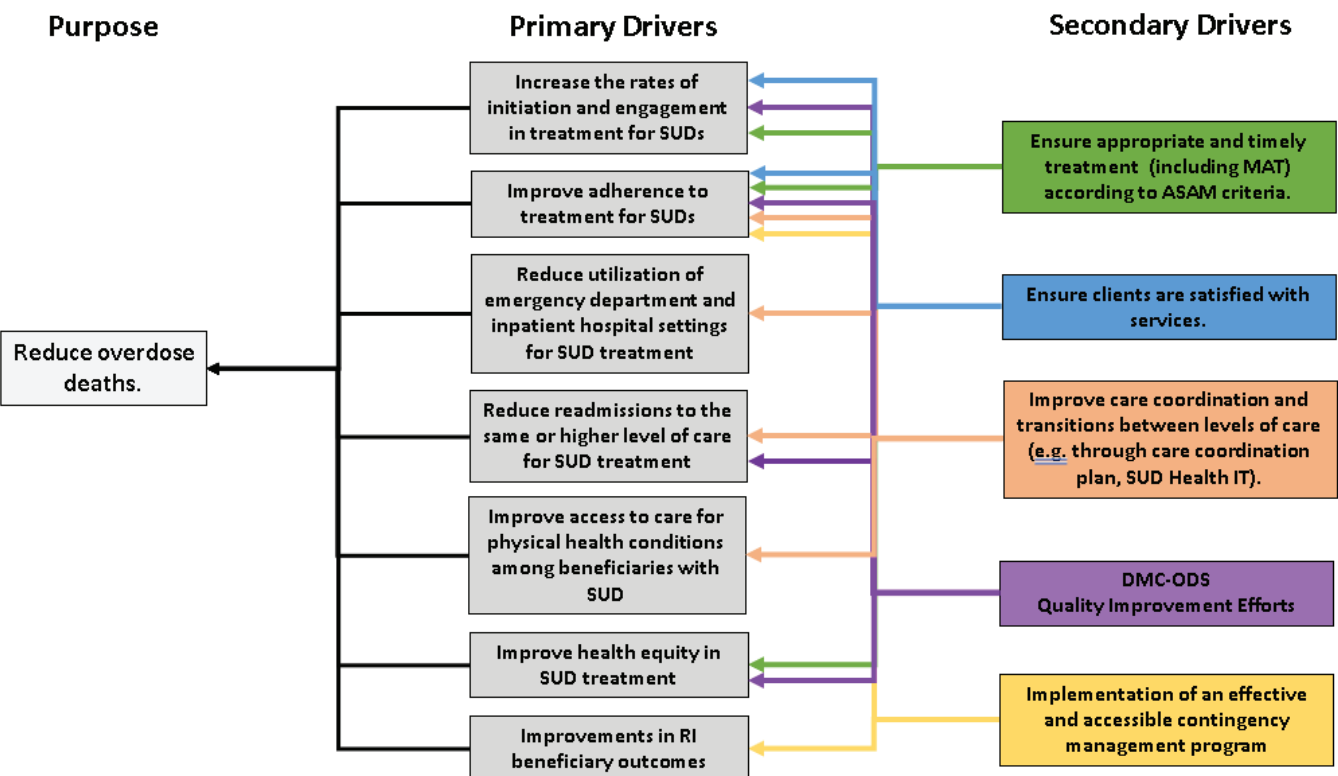 Purpose
Primary Drivers
Secondary Drivers
Reduce overdose
deaths.
Increase the rates of
initiation and engagement
in treatment for SUDs
Improve adherence to
treatment for SUDs
Reduce utilization of
emergency department and
inpatient hospital settings
for SUD treatment
Reduce readmissions to the
same or higher level of care
for SUD treatment
Improve access to care for
physical health conditions
among beneficiaries with
SUD
Improve health equity in
SUD treatment
Improvements in RI
beneficiary outcomes
Ensure appropriate and timely
treatment (including MAT)
according to ASAM criteria.
Ensure clients are satisfied with
services.
Improve care coordination and
transitions between levels of care
(e.g. through care coordination
plan, SUD Health IT).
DMC-ODS
Quality Improvement Efforts
Implementation of an effective
and accessible contingency
management program